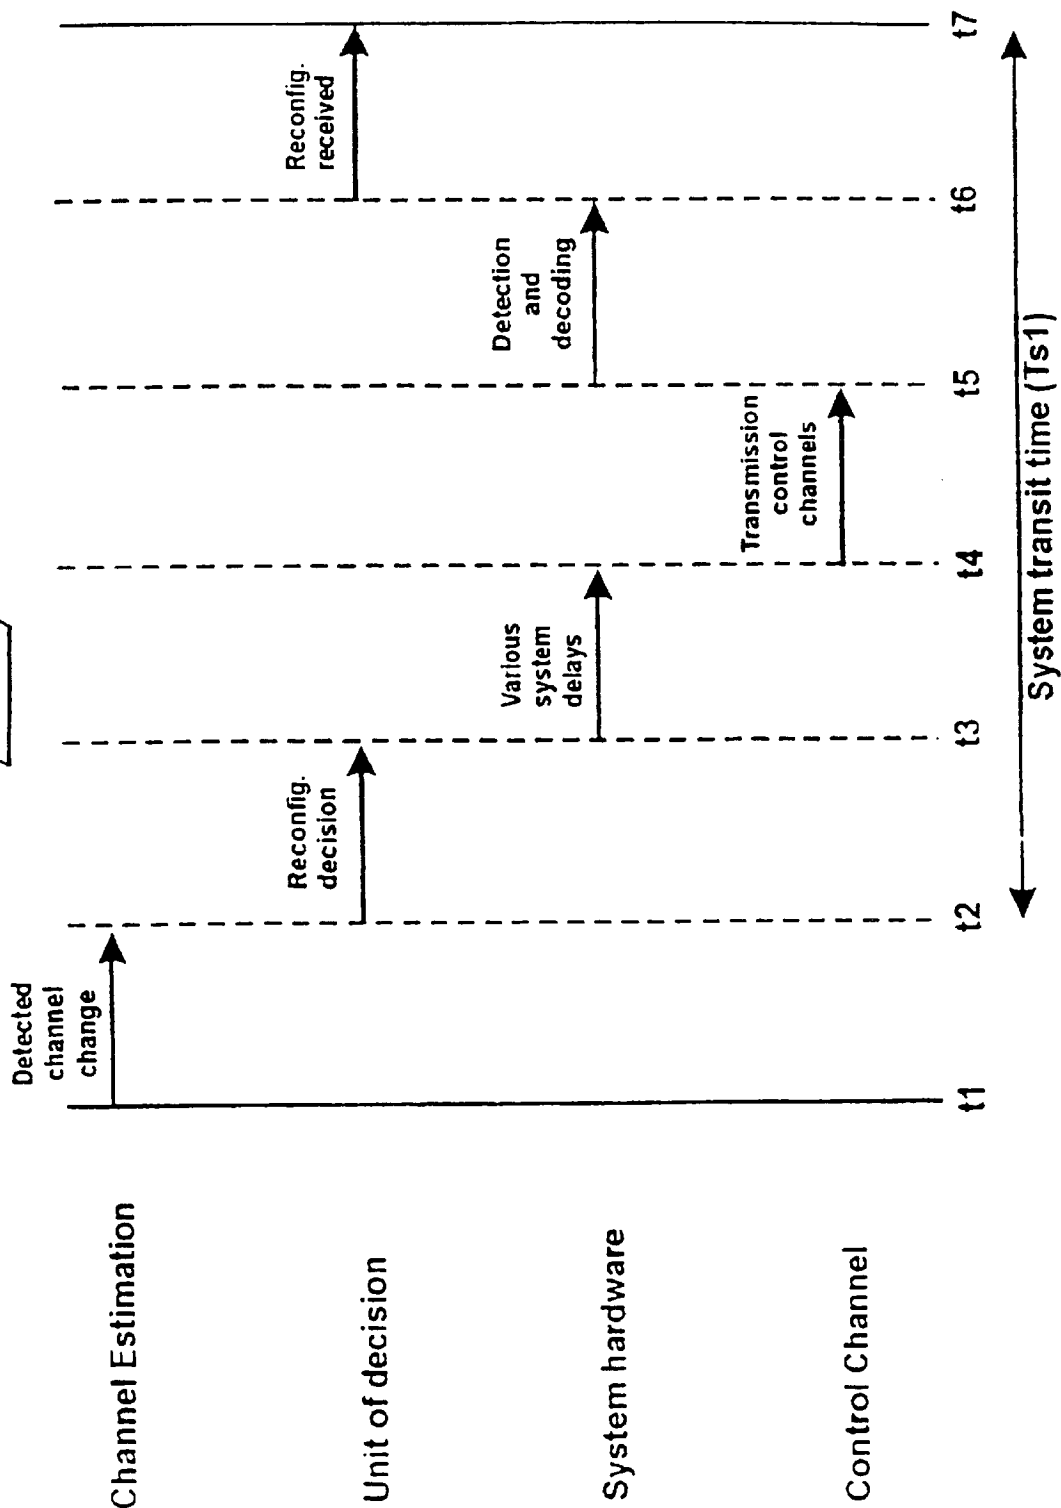 Channel Estimation
Detected
channel
change
Unit of decision
Reconfig.
decision
Reconfig.
received
System hardware
Various
system
delays
Detection
and
decoding
Control Channel
Transmission
control
channels
t1
t2
t3
t4
t5
t6
t7
System transit time (Ts1)